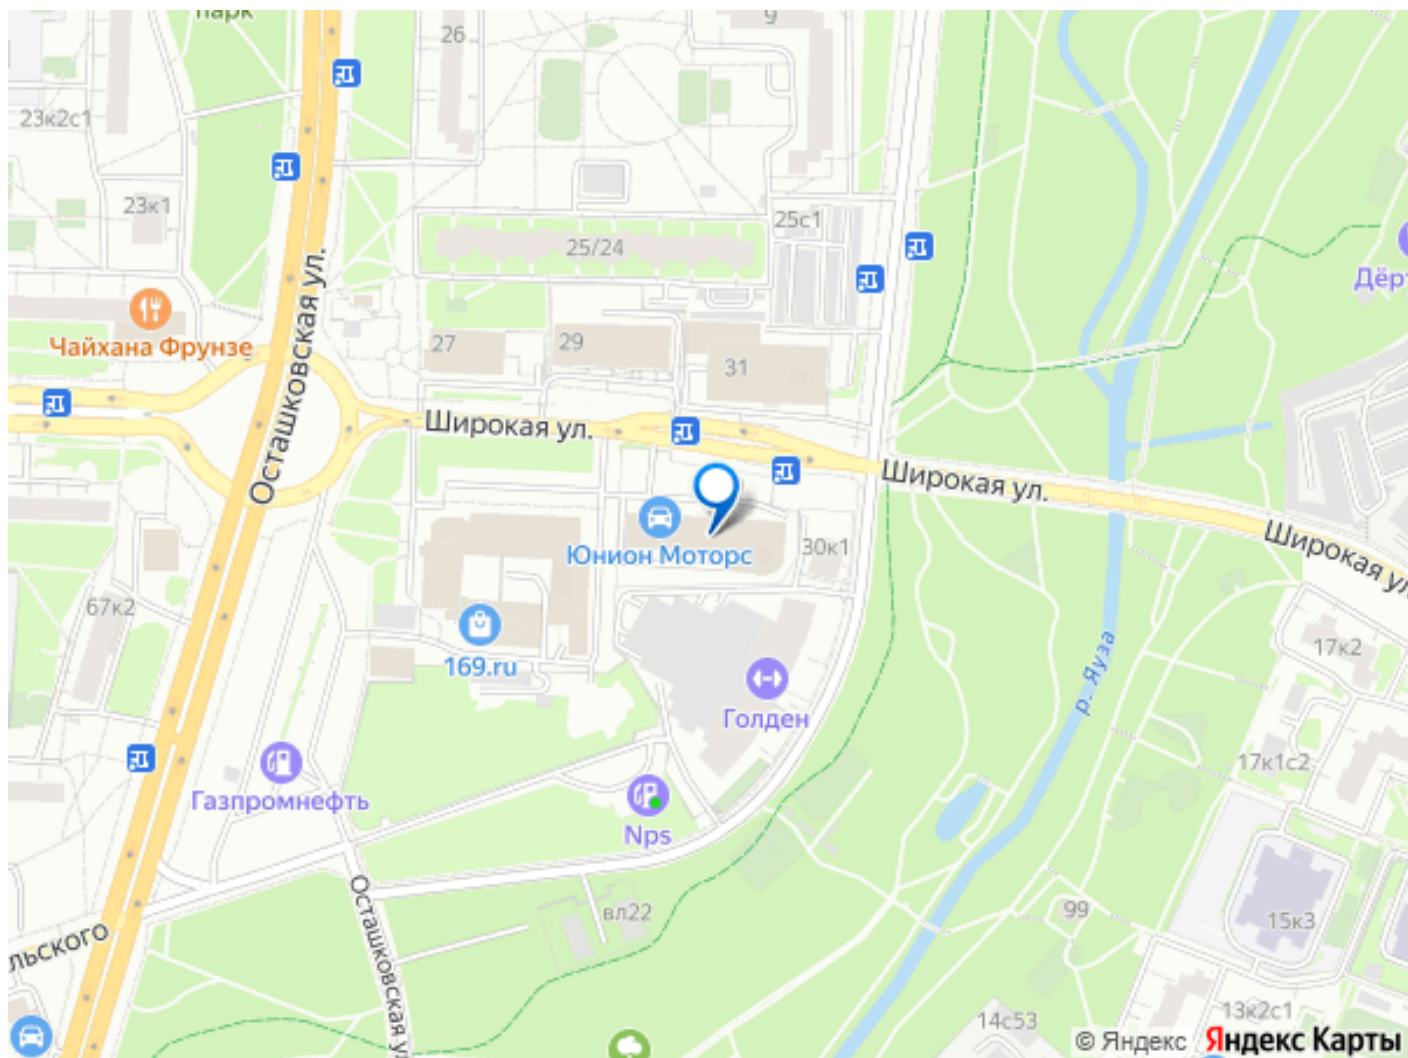 парк
9
26
23к2с1
23к1
25с1
25/24
Дёр
Осташковская ул.
Чайхана Фрунзе
27
29
31
Широкая ул.
Широкая ул.
Широкая ул.
Юнион Моторс
30к1
67к2
169.ru
17к2
р. Яуза
Голден
17к1с2
Газпромнефть
Nps
вл22
99
15к3
льского
Осташковская ул.
14с53
13к2с1
© Яндекс Яндекс Карты